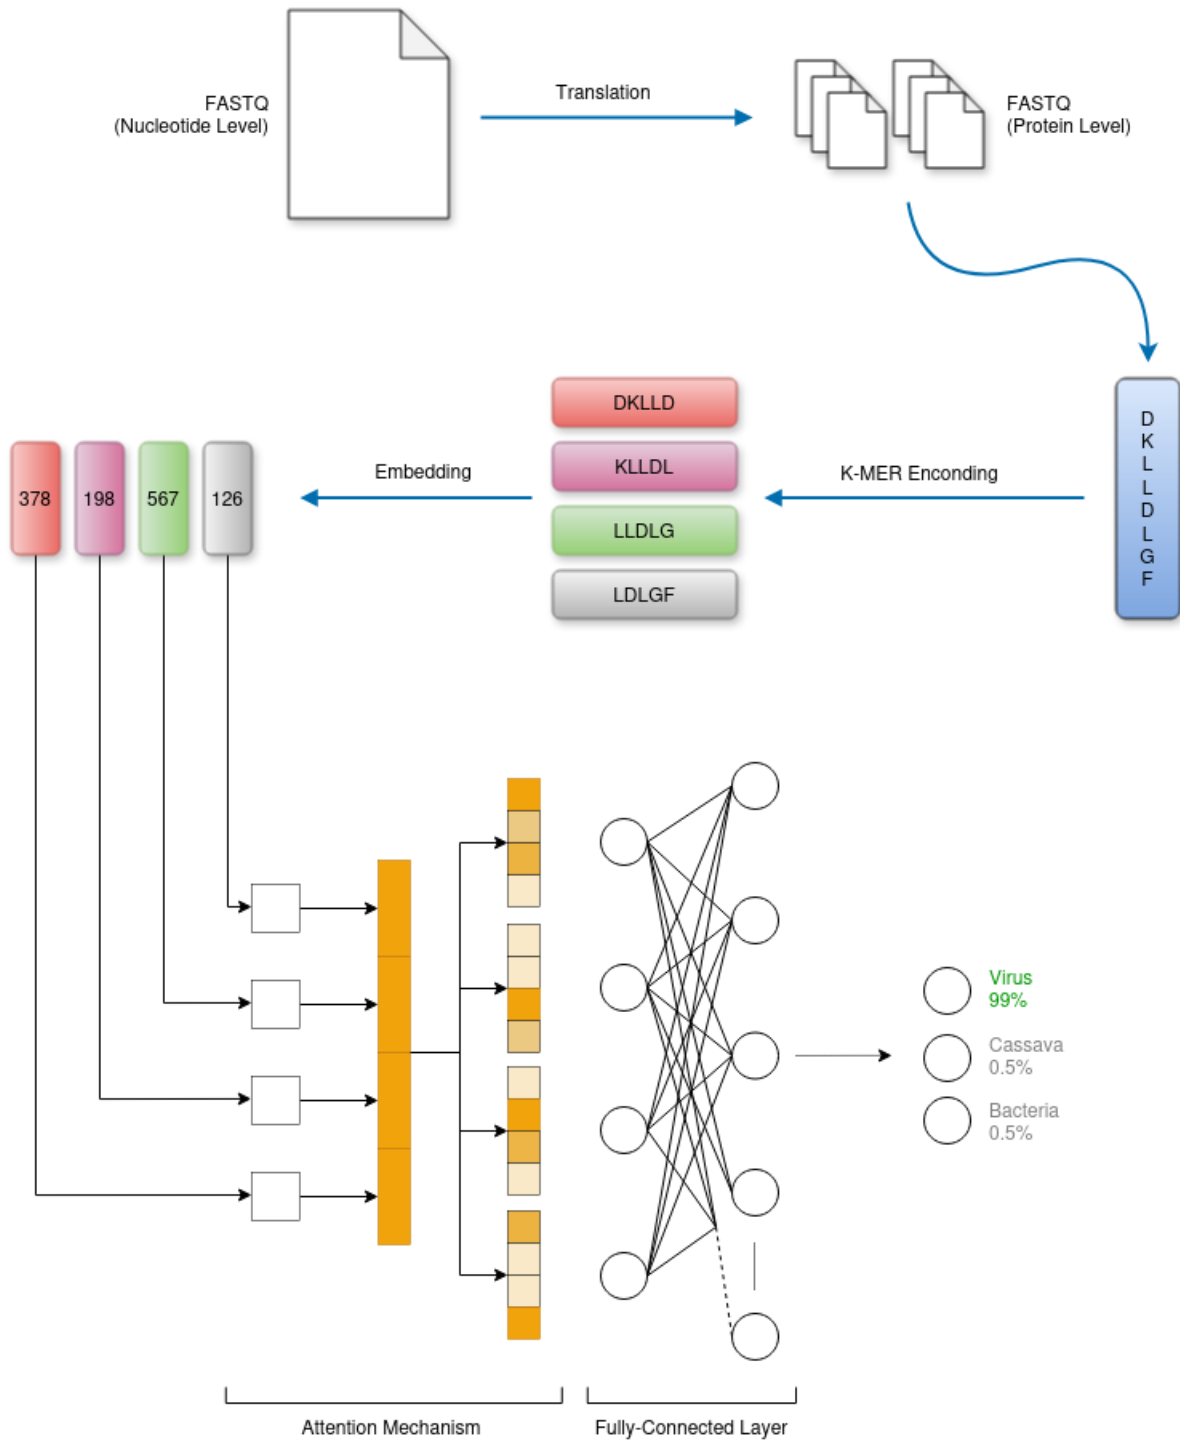 FASTQ
(Nucleotide Level)
Translation
FASTQ
(Protein Level)
D
K
L
L
D
L
G
F
K-MER Enconding
DKLLD
KLLDL
LLDLG
LDLGF
Embedding
378
198
567
126
Virus
99%
Cassava
0.5%
Bacteria
0.5%
Attention Mechanism
Fully-Connected Layer